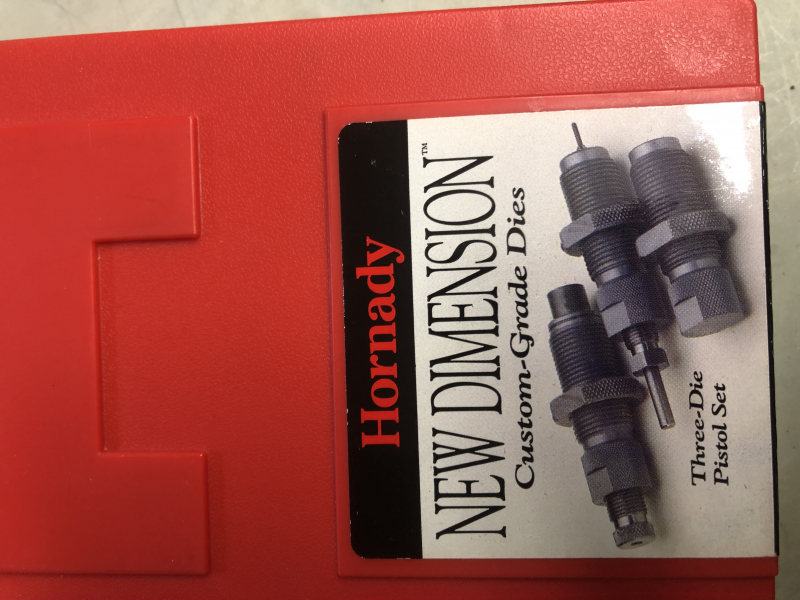 Hornady
NEW DIMENSION™
Custom-Grade Dies
Three-Die
Pistol Set